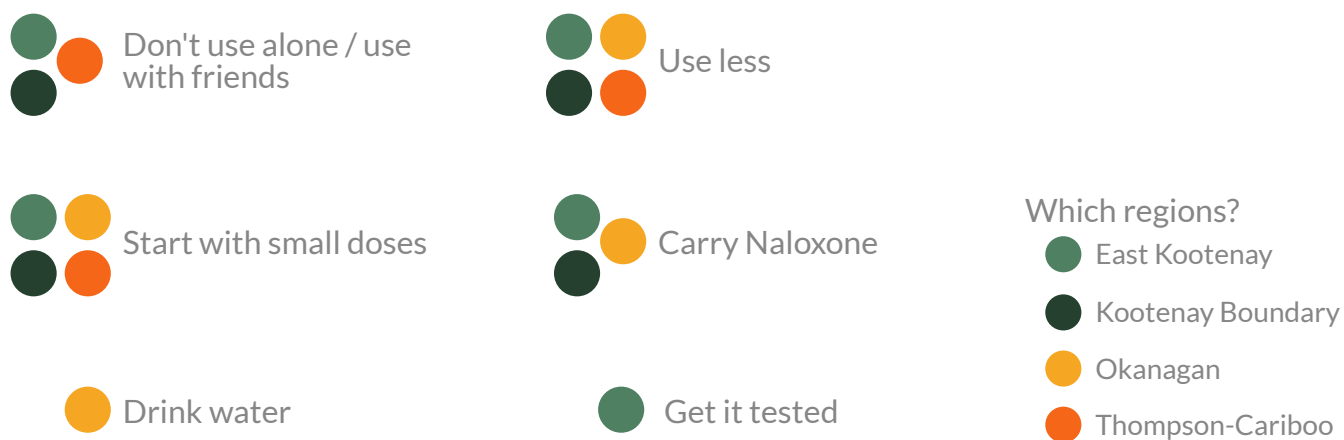 Don't use alone / use
with friends
Use less
Start with small doses
Carry Naloxone
Drink water
Get it tested
Which regions?
East Kootenay
Kootenay Boundary
Okanagan
Thompson-Cariboo